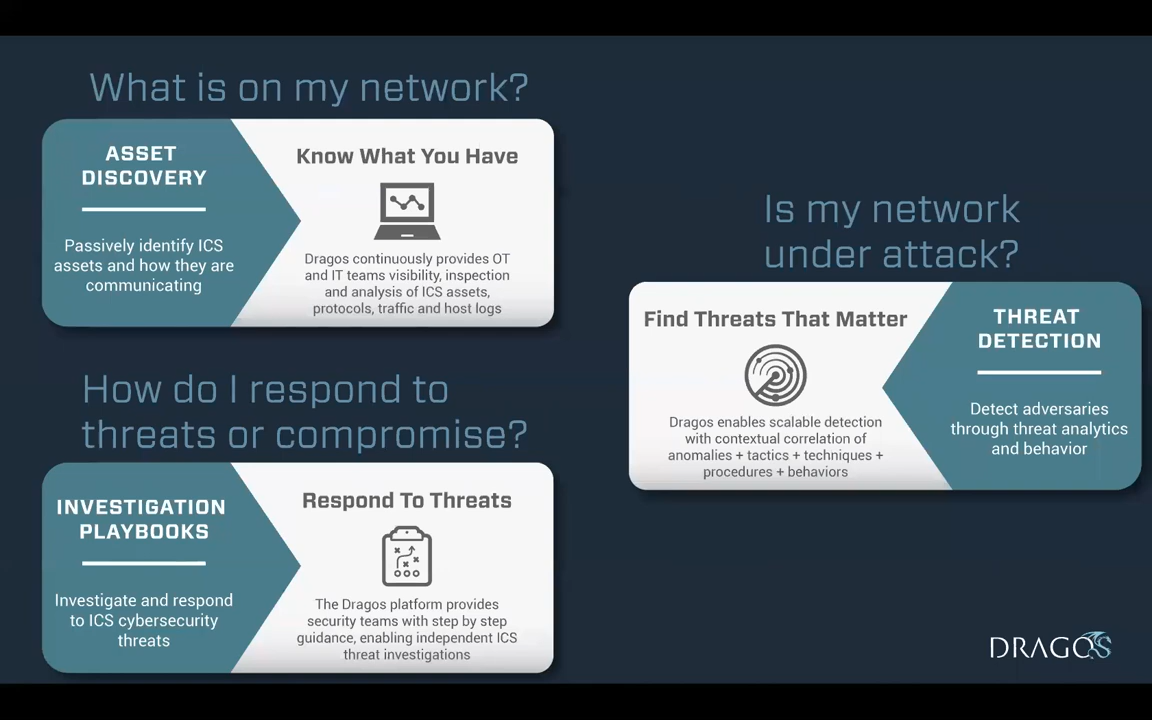 What is on my network?
ASSET
DISCOVERY
Passively identify ICS
assets and how they are
communicating
Know What You Have
Dragos continuously provides OT
and IT teams visibility, inspection
and analysis of ICS assets,
protocols, traffic and host logs
Is my network
under attack?
Find Threats That Matter
Dragos enables scalable detection
with contextual correlation of
anomalies + tactics + techniques +
procedures + behaviors
THREAT
DETECTION
Detect adversaries
through threat analytics
and behavior
How do I respond to
threats or compromise?
INVESTIGATION
PLAYBOOKS
Investigate and respond
to ICS cybersecurity
threats
Respond To Threats
The Dragos platform provides
security teams with step by step
guidance, enabling independent ICS
threat investigations
DRAGOS